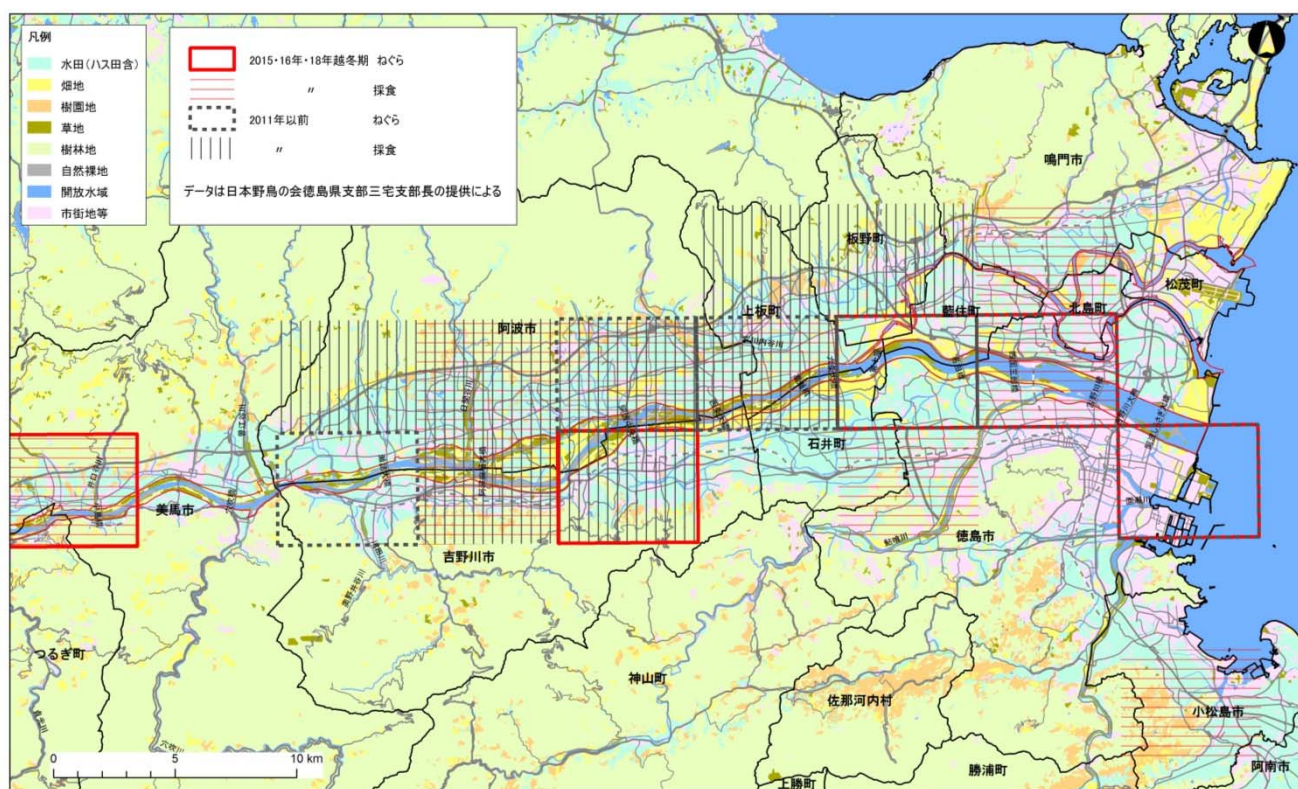 凡例
水田(ハス田含)
畑地
樹園地
草地
樹林地
自然裸地
開放水域
市街地等
2015・16年・18年越冬期 ねぐら
〃 採食
2011年以前 ねぐら
〃 採食
データは日本野鳥の会徳島県支部三宅支部長の提供による
鳴門市
板野町
松茂町
上板町
藍住町
北島町
阿波市
石井町
美馬市
吉野川市
徳島市
鮎喰川
つるぎ町
神山町
佐那河内村
小松島市
穴吹川
勝浦町
阿南市
上勝町
0 5 10 km